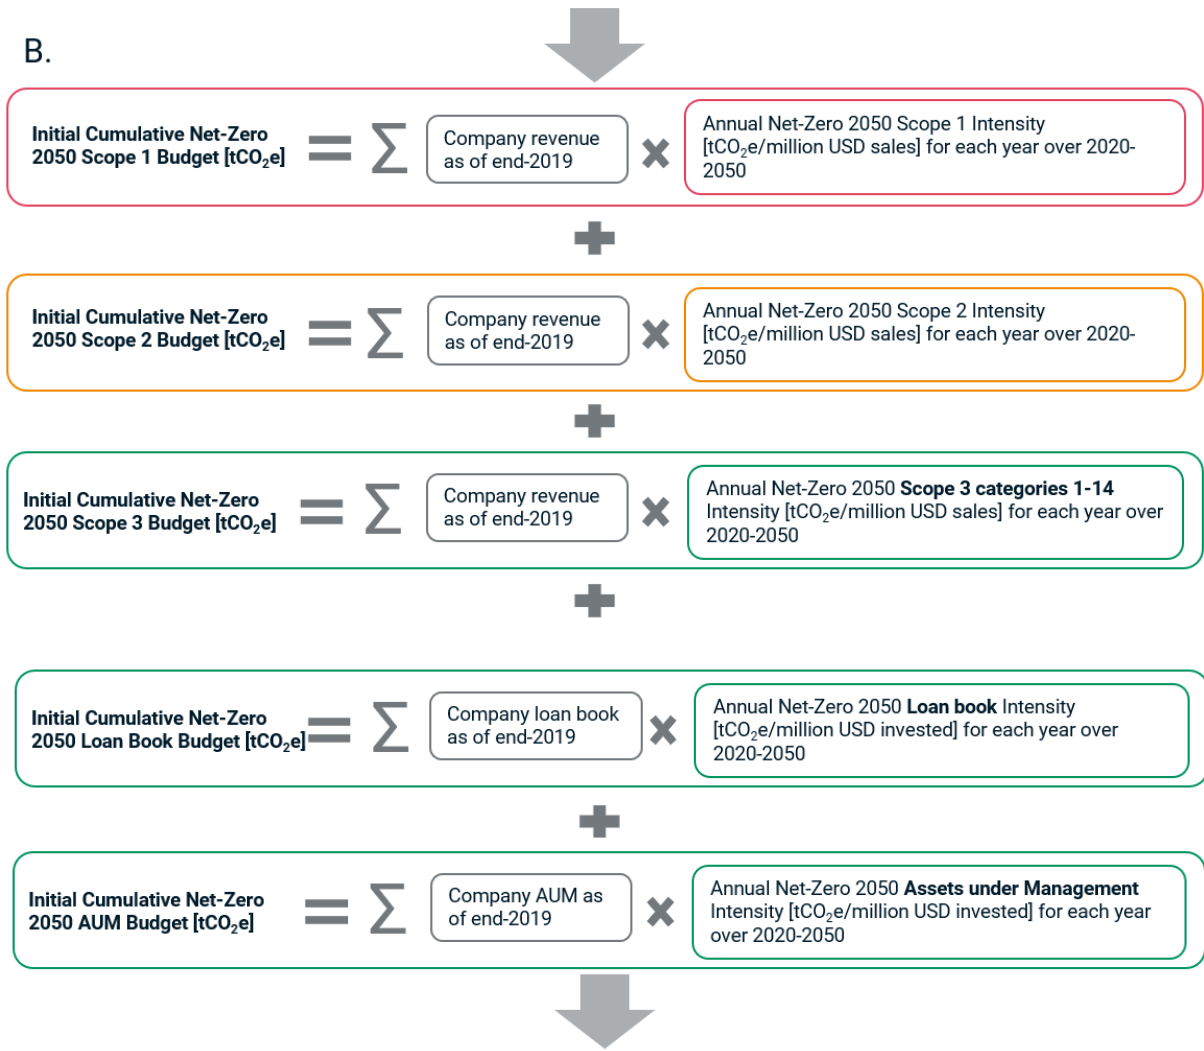 B.
Initial Cumulative Net-Zero
2050 Scope 1 Budget [tCO₂e]
= ∑
Company revenue
as of end-2019
×
Annual Net-Zero 2050 Scope 1 Intensity
[tCO₂e/million USD sales] for each year over 2020-
2050
+
Initial Cumulative Net-Zero
2050 Scope 2 Budget [tCO₂e]
= ∑
Company revenue
as of end-2019
×
Annual Net-Zero 2050 Scope 2 Intensity
[tCO₂e/million USD sales] for each year over 2020-
2050
+
Initial Cumulative Net-Zero
2050 Scope 3 Budget [tCO₂e]
= ∑
Company revenue
as of end-2019
×
Annual Net-Zero 2050 Scope 3 categories 1-14
Intensity [tCO₂e/million USD sales] for each year over
2020-2050
+
Initial Cumulative Net-Zero
2050 Loan Book Budget [tCO₂e]
= ∑
Company loan book
as of end-2019
×
Annual Net-Zero 2050 Loan book Intensity
[tCO₂e/million USD invested] for each year over
2020-2050
+
Initial Cumulative Net-Zero
2050 AUM Budget [tCO₂e]
= ∑
Company AUM as
of end-2019
×
Annual Net-Zero 2050 Assets under Management
Intensity [tCO₂e/million USD invested] for each year
over 2020-2050